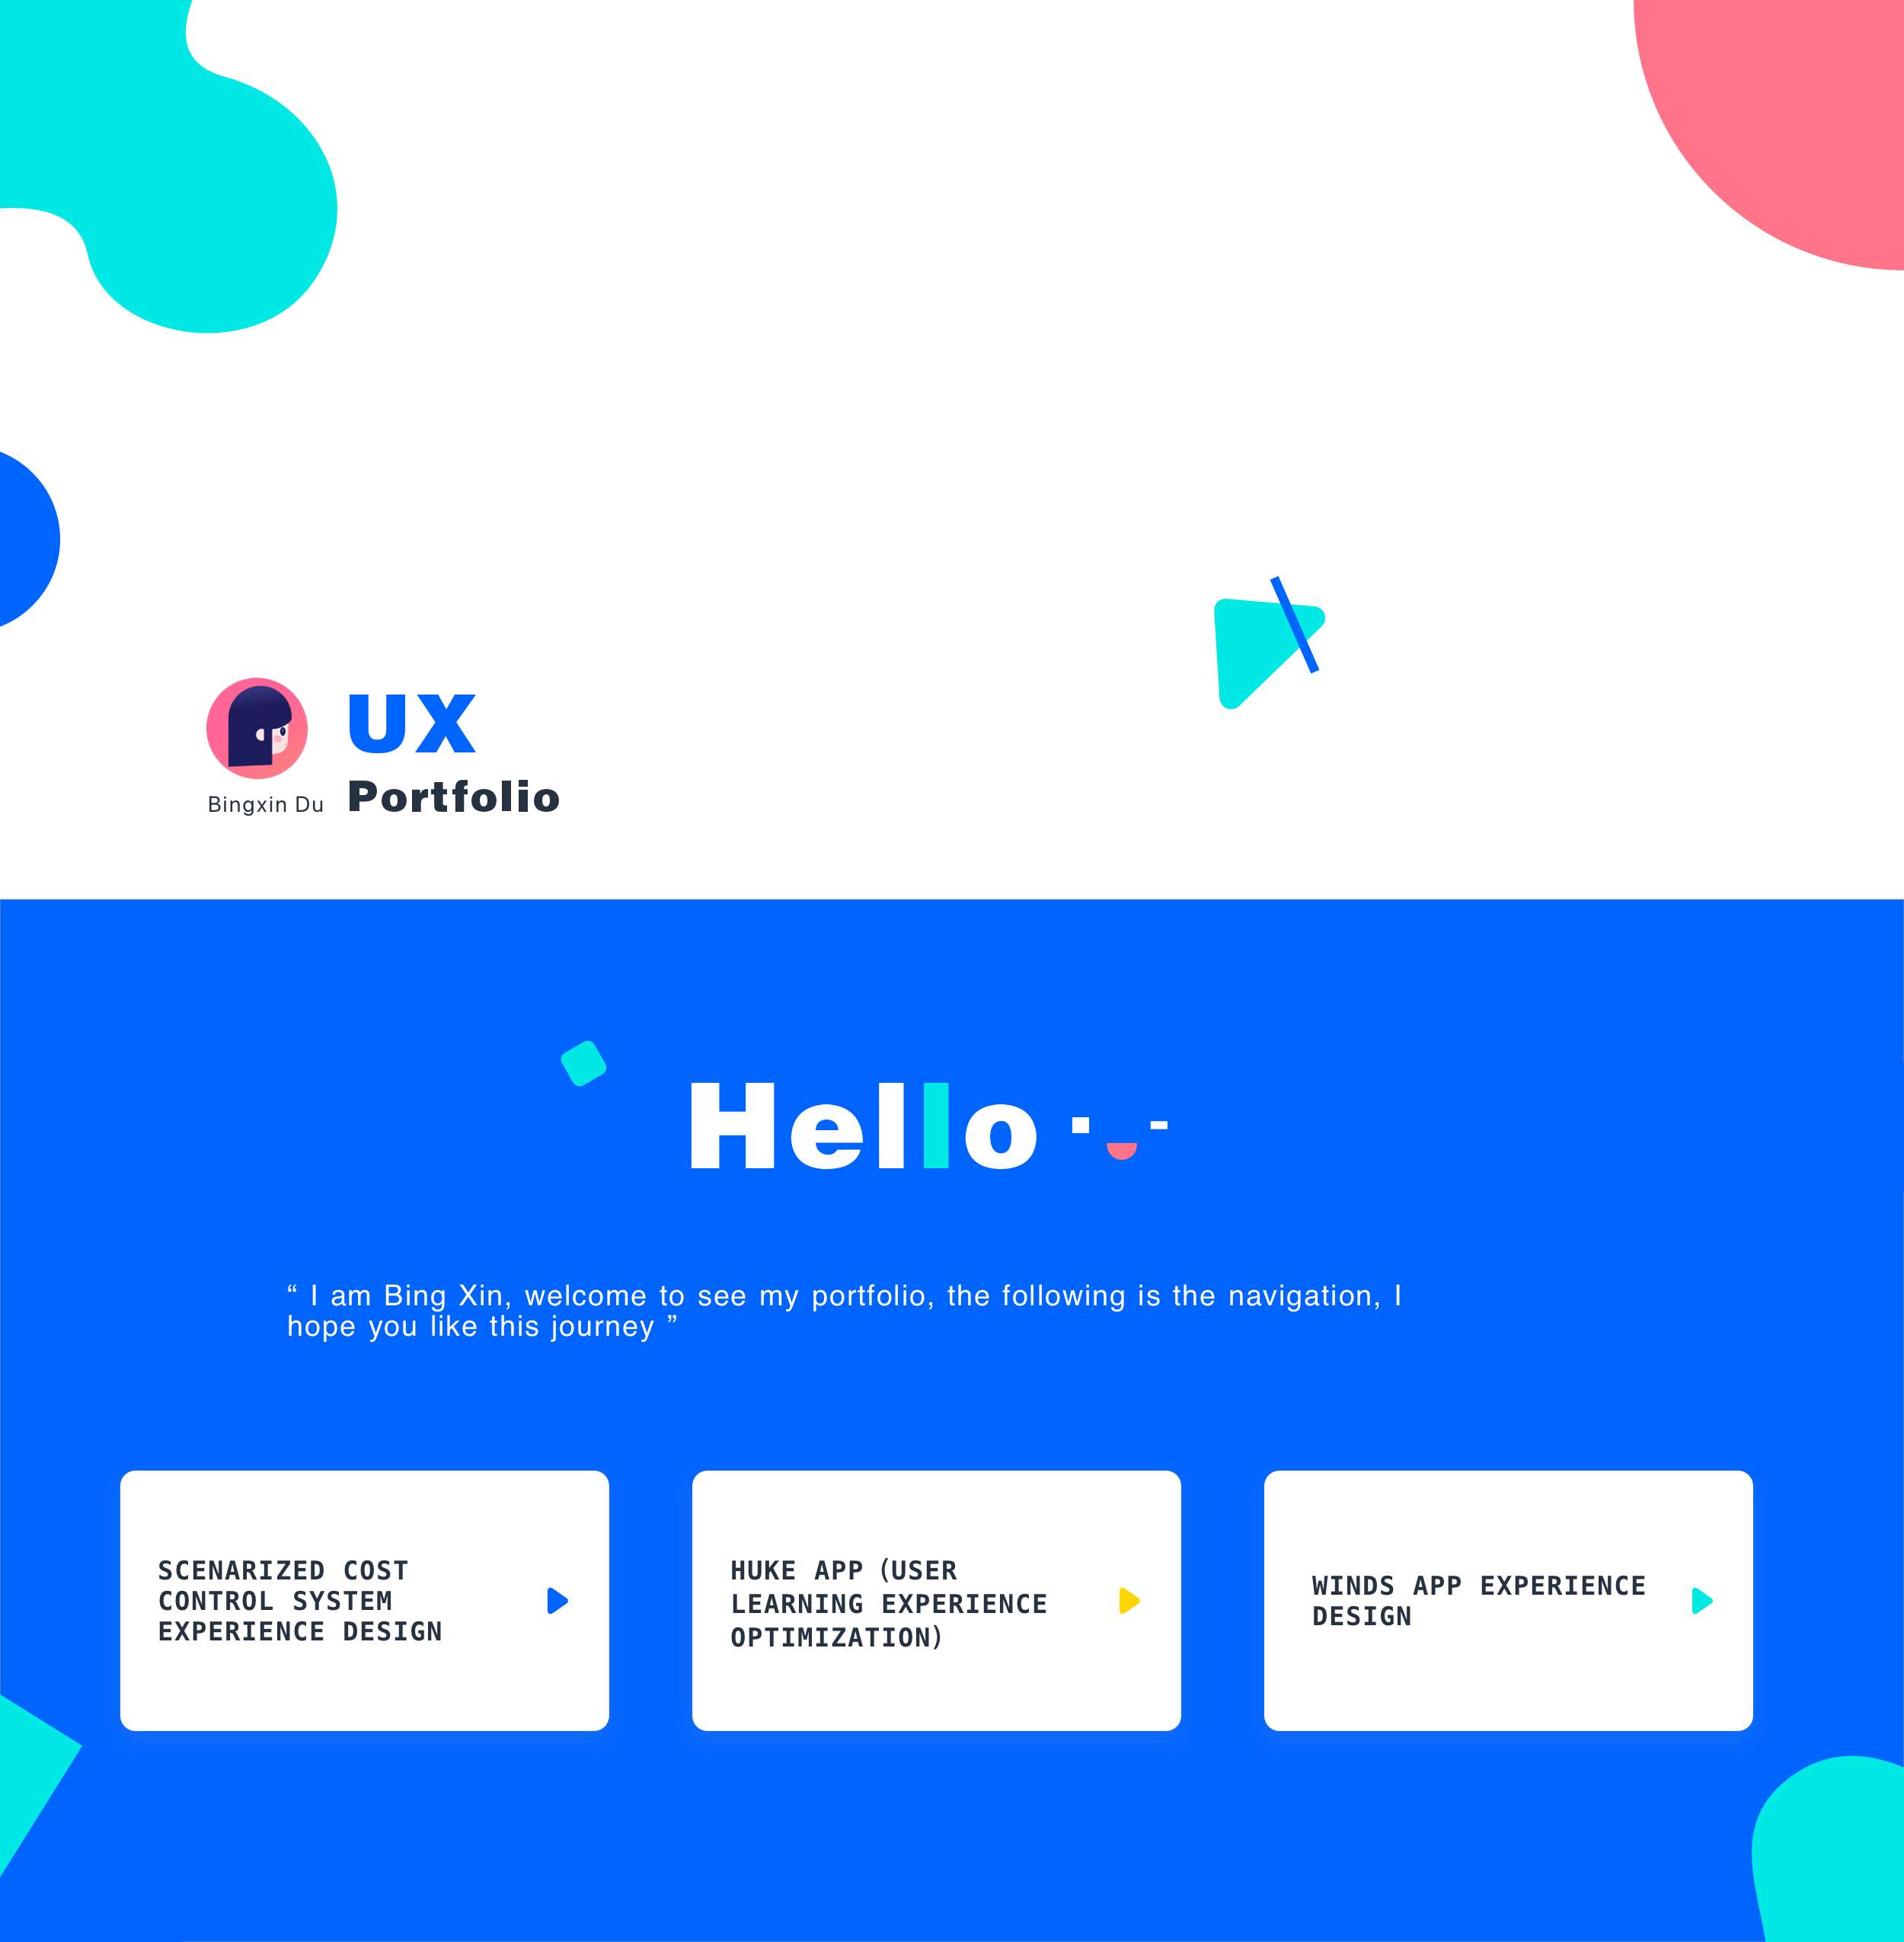 UX
Bingxin Du
Portfolio
Hello
“ I am Bing Xin, welcome to see my portfolio, the following is the navigation, I
hope you like this journey ”
SCENARIZED COST
CONTROL SYSTEM
EXPERIENCE DESIGN
HUKE APP (USER
LEARNING EXPERIENCE
OPTIMIZATION)
WINDS APP EXPERIENCE
DESIGN